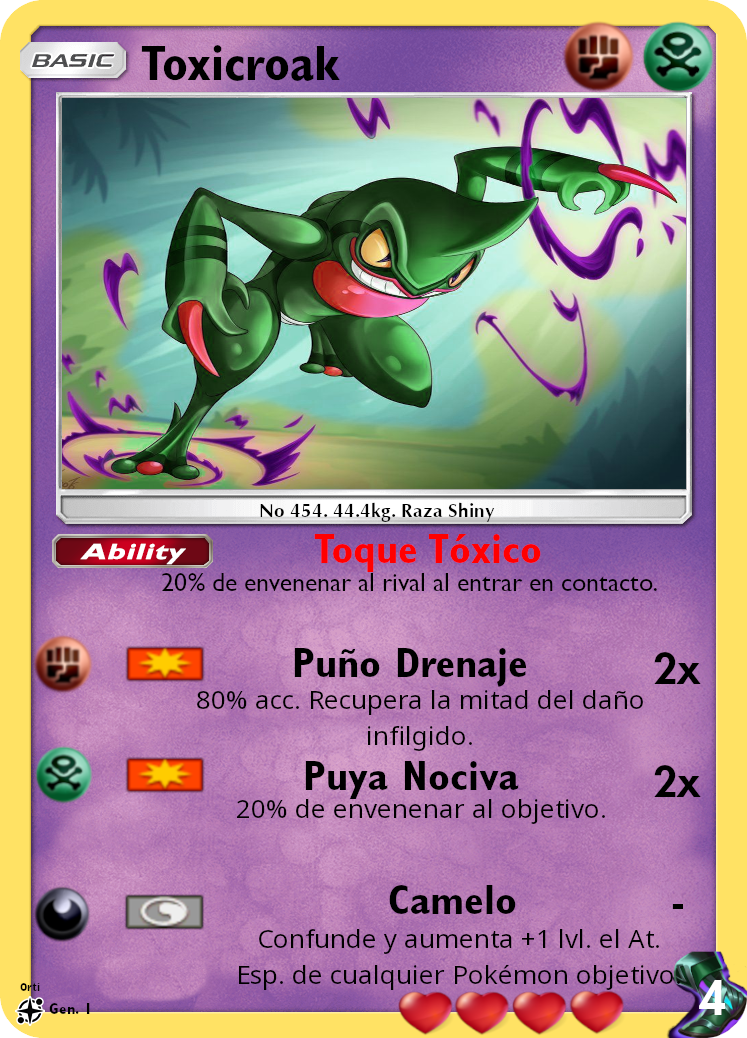 BASIC Toxicroak
No 454. 44.4kg. Raza Shiny
Ability Toque Tóxico
20% de envenenar al rival al entrar en contacto.
Puño Drenaje 2x
80% acc. Recupera la mitad del daño
infilgido.
Puya Nociva 2x
20% de envenenar al objetivo.
Camelo -
Confunde y aumenta +1 lvl. el At.
Esp. de cualquier Pokémon objetivo.
4
Orti
Gen. 1